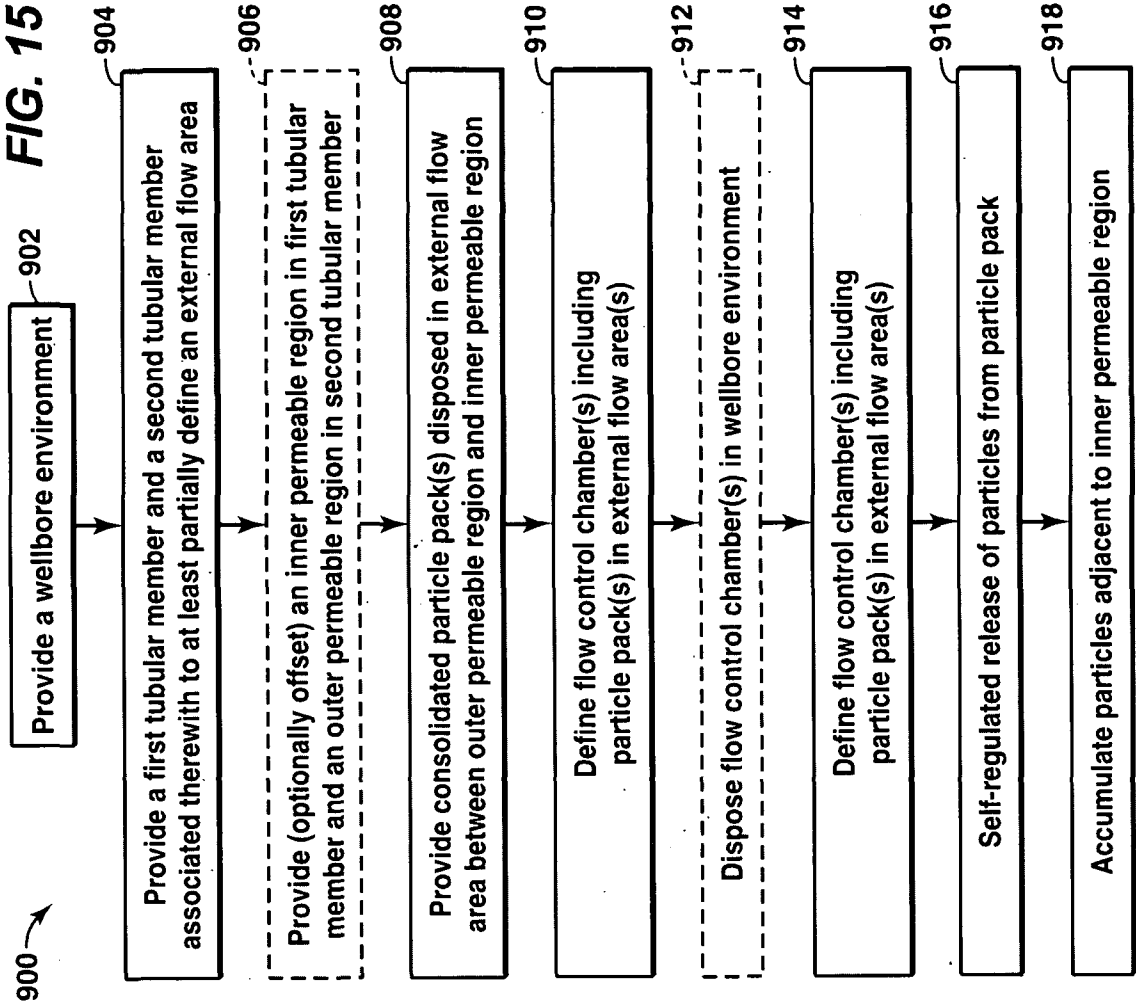 900
FIG. 15
902
Provide a wellbore environment
904
Provide a first tubular member and a second tubular member
associated therewith to at least partially define an external flow area
906
Provide (optionally offset) an inner permeable region in first tubular
member and an outer permeable region in second tubular member
908
Provide consolidated particle pack(s) disposed in external flow
area between outer permeable region and inner permeable region
910
Define flow control chamber(s) including
particle pack(s) in external flow area(s)
912
Dispose flow control chamber(s) in wellbore environment
914
Define flow control chamber(s) including
particle pack(s) in external flow area(s)
916
Self-regulated release of particles from particle pack
918
Accumulate particles adjacent to inner permeable region